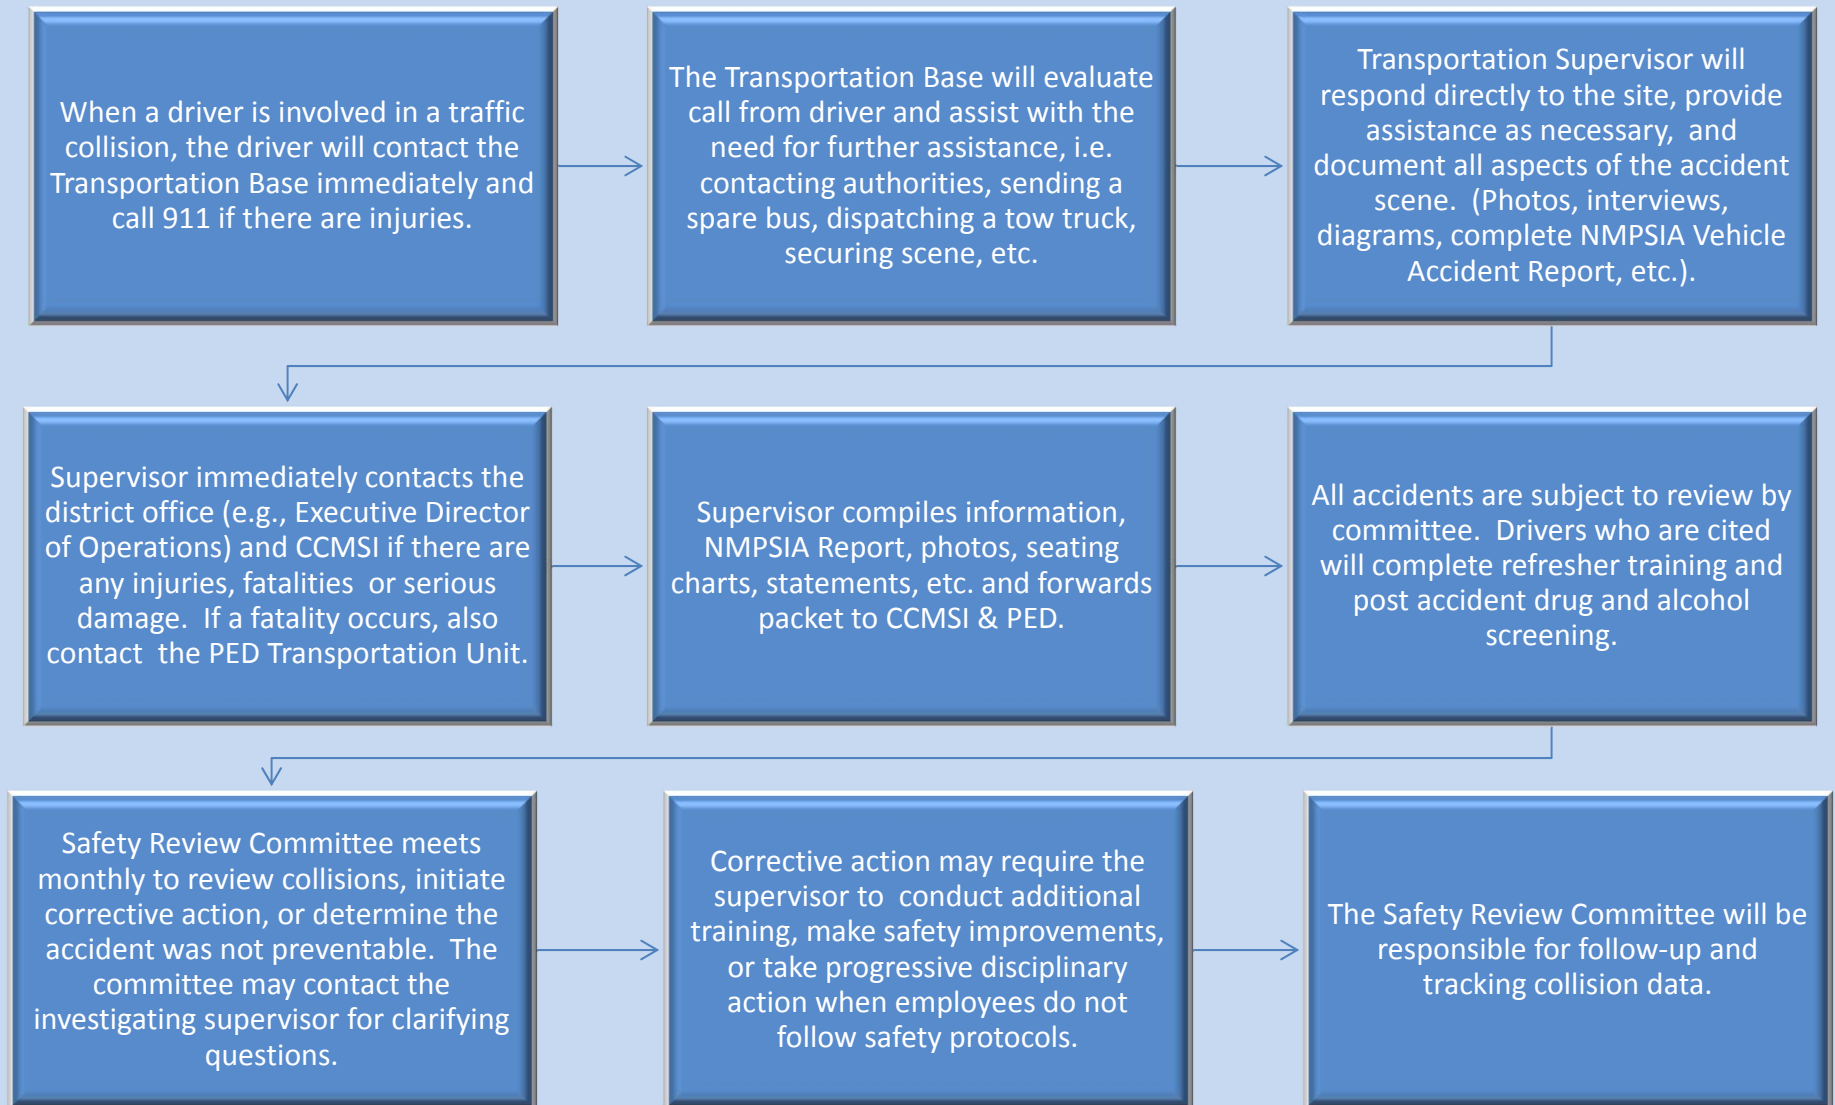 When a driver is involved in a traffic
collision, the driver will contact the
Transportation Base immediately and
call 911 if there are injuries.
The Transportation Base will evaluate
call from driver and assist with the
need for further assistance, i.e.
contacting authorities, sending a
spare bus, dispatching a tow truck,
securing scene, etc.
Transportation Supervisor will
respond directly to the site, provide
assistance as necessary,  and
document all aspects of the accident
scene.  (Photos, interviews,
diagrams, complete NMPSIA Vehicle
Accident Report, etc.).
Supervisor immediately contacts the
district office (e.g., Executive Director
of Operations) and CCMSI if there are
any injuries, fatalities  or serious
damage.  If a fatality occurs, also
contact  the PED Transportation Unit.
Supervisor compiles information,
NMPSIA Report, photos, seating
charts, statements, etc. and forwards
packet to CCMSI & PED.
All accidents are subject to review by
committee.  Drivers who are cited
will complete refresher training and
post accident drug and alcohol
screening.
Safety Review Committee meets
monthly to review collisions, initiate
corrective action, or determine the
accident was not preventable.  The
committee may contact the
investigating supervisor for clarifying
questions.
Corrective action may require the
supervisor to  conduct additional
training, make safety improvements,
or take progressive disciplinary
action when employees do not
follow safety protocols.
The Safety Review Committee will be
responsible for follow-up and
tracking collision data.